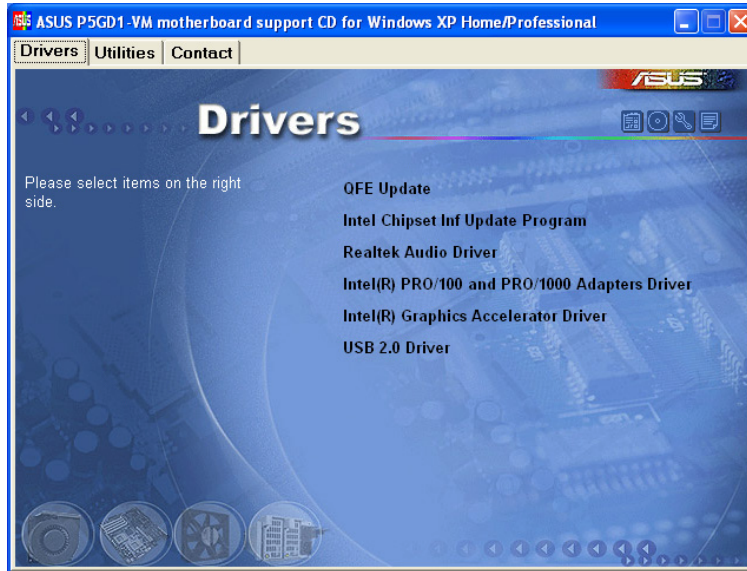 ASUS P5GD1-VM motherboard support CD for Windows XP Home/Professional
Drivers Utilities Contact
ASUS
Drivers
Please select items on the right
side.
QFE Update
Intel Chipset Inf Update Program
Realtek Audio Driver
Intel(R) PRO/100 and PRO/1000 Adapters Driver
Intel(R) Graphics Accelerator Driver
USB 2.0 Driver